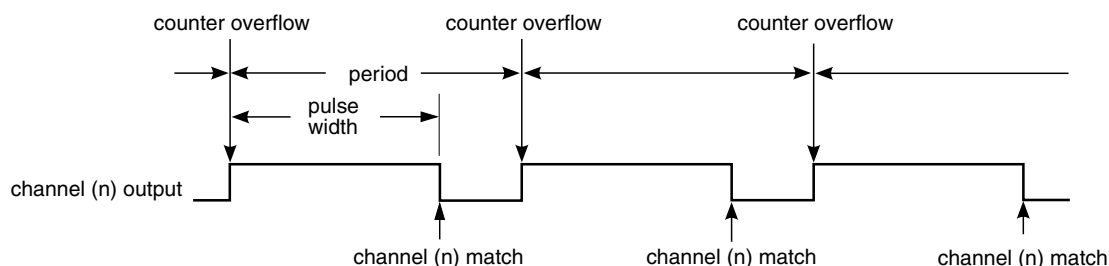 counter overflow
counter overflow
counter overflow
period
pulse
width
channel (n) output
channel (n) match
channel (n) match
channel (n) match